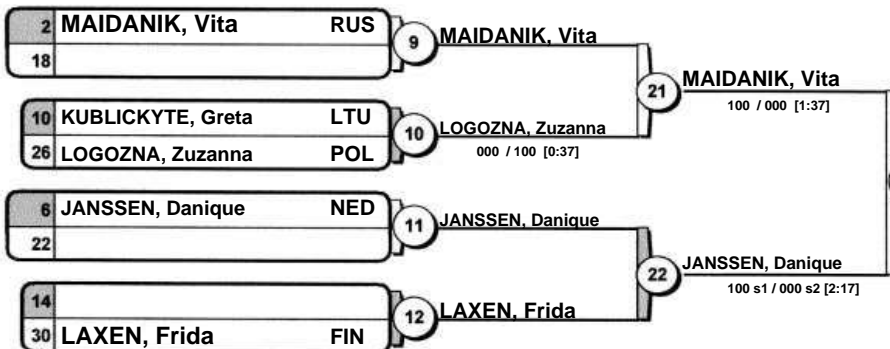 2 MAIDANIK, Vita RUS
18
9 MAIDANIK, Vita
10 KUBLICKYTE, Greta LTU
26 LOGOZNA, Zuzanna POL
10 LOGOZNA, Zuzanna
000 / 100 [0:37]
21 MAIDANIK, Vita
100 / 000 [1:37]
6 JANSSEN, Danique NED
22
11 JANSSEN, Danique
14
30 LAXEN, Frida FIN
12 LAXEN, Frida
22 JANSSEN, Danique
100 s1 / 000 s2 [2:17]